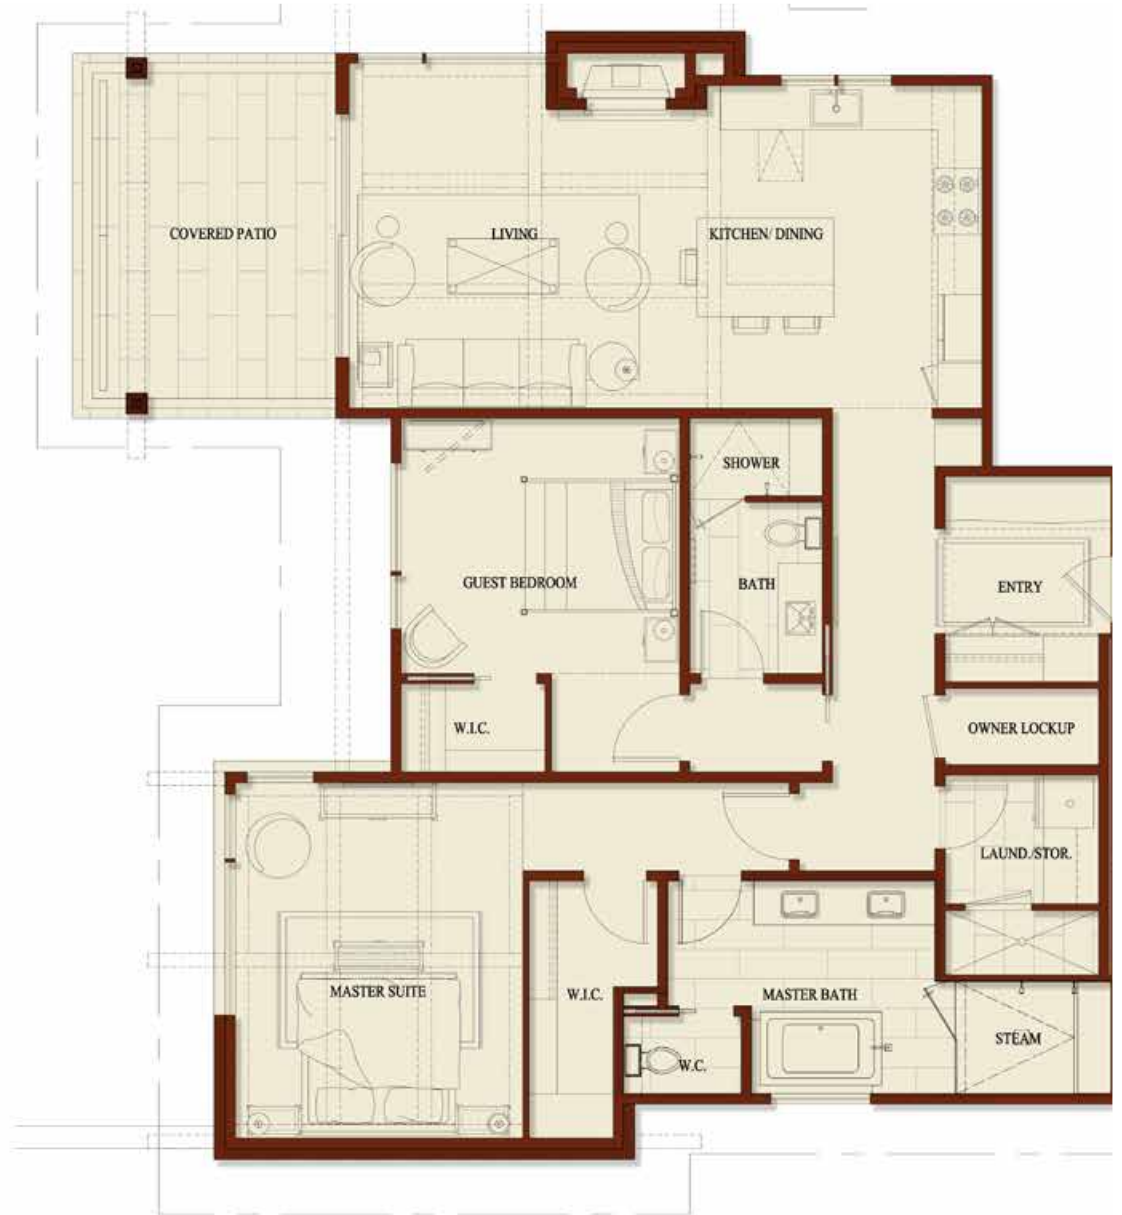 COVERED PATIO
LIVING
KITCHEN/ DINING
SHOWER
GUEST BEDROOM
BATH
ENTRY
W.I.C.
OWNER LOCKUP
LAUND./STOR.
MASTER SUITE
W.I.C.
MASTER BATH
STEAM
W.C.